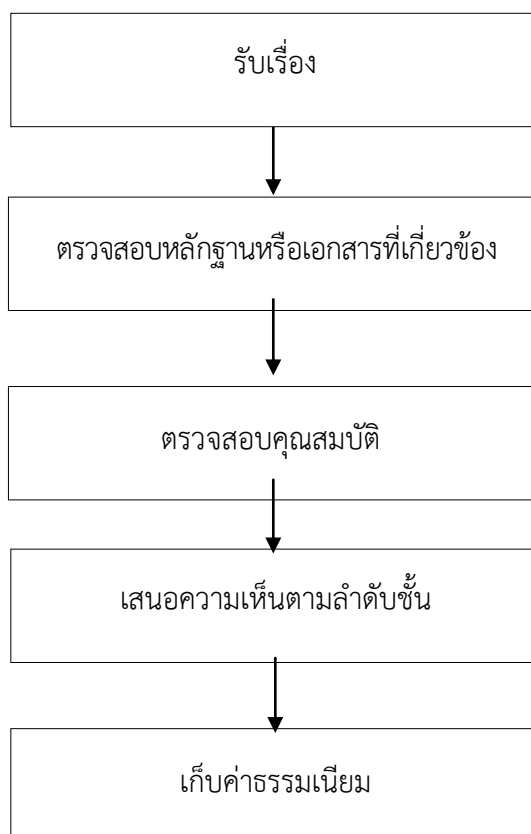 รับเรื่อง
ตรวจสอบหลักฐานหรือเอกสารที่เกี่ยวข้อง
ตรวจสอบคุณสมบัติ
เสนอความเห็นตามลำดับชั้น
เก็บค่าธรรมเนียม